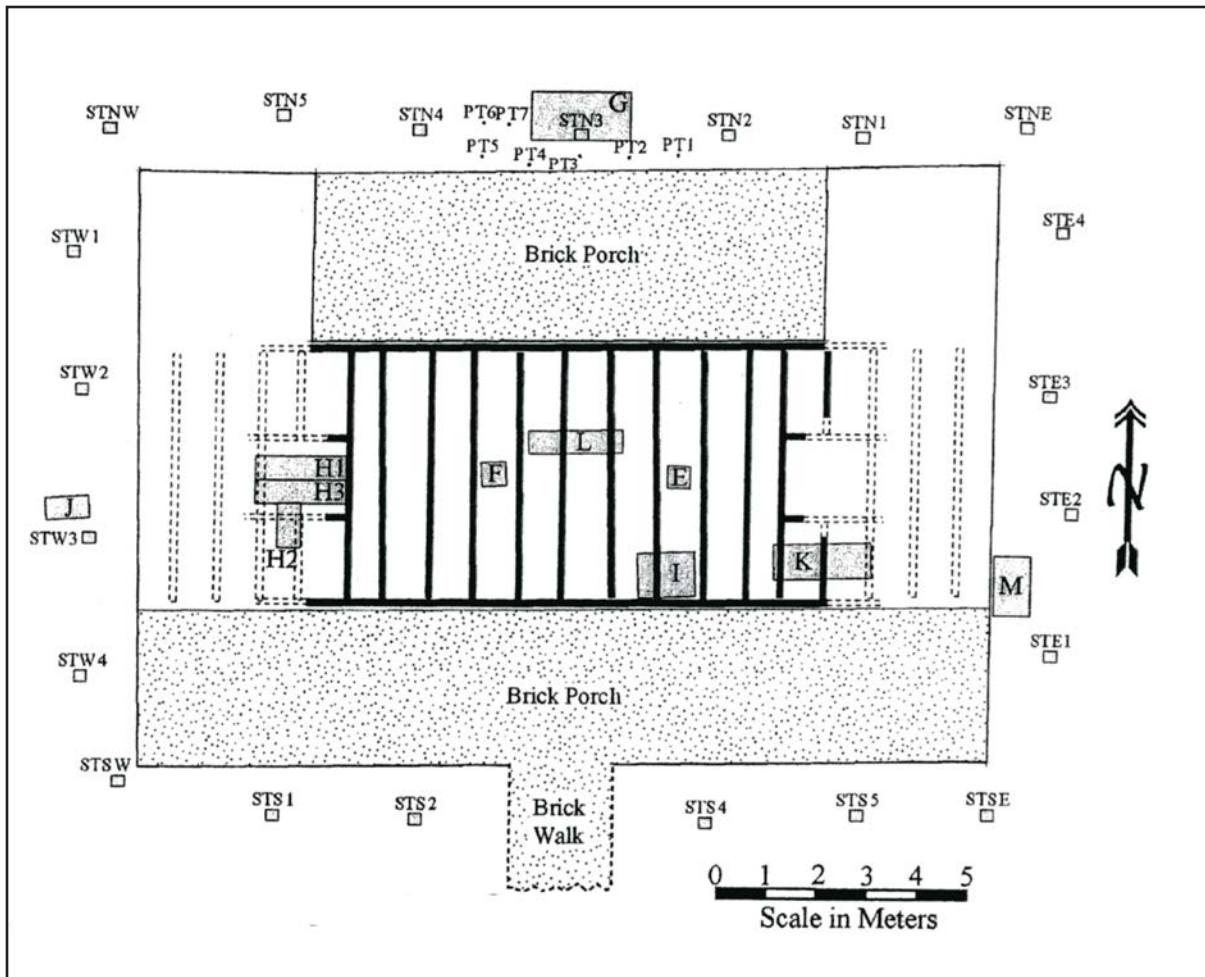 STNW
STN5
STN4
PT6
PT7
G
STN3
STN2
STN1
STNE
PT5
PT4
PT3
PT2
PT1
STW1
STE4
Brick Porch
STW2
STE3
L
H1
F
E
H3
J
STW3
H2
STE2
N
I
K
M
STW4
STE1
Brick Porch
STSW
STS1
STS2
Brick
Walk
STS4
STS5
STSE
0 1 2 3 4 5
Scale in Meters